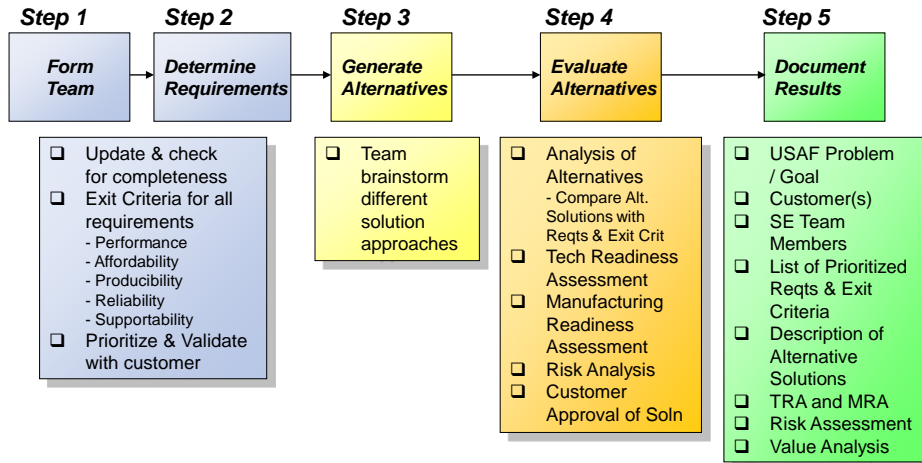 Step 1
Step 2
Step 3
Step 4
Step 5
Form
Team
Determine
Requirements
Generate
Alternatives
Evaluate
Alternatives
Document
Results
Update & check
for completeness
Exit Criteria for all
requirements
- Performance
- Affordability
- Producibility
- Reliability
- Supportability
Prioritize & Validate
with customer
Team
brainstorm
different
solution
approaches
Analysis of
Alternatives
- Compare Alt.
Solutions with
Reqts & Exit Crit
Tech Readiness
Assessment
Manufacturing
Readiness
Assessment
Risk Analysis
Customer
Approval of Soln
USAF Problem
/ Goal
Customer(s)
SE Team
Members
List of Prioritized
Reqts & Exit
Criteria
Description of
Alternative
Solutions
TRA and MRA
Risk Assessment
Value Analysis